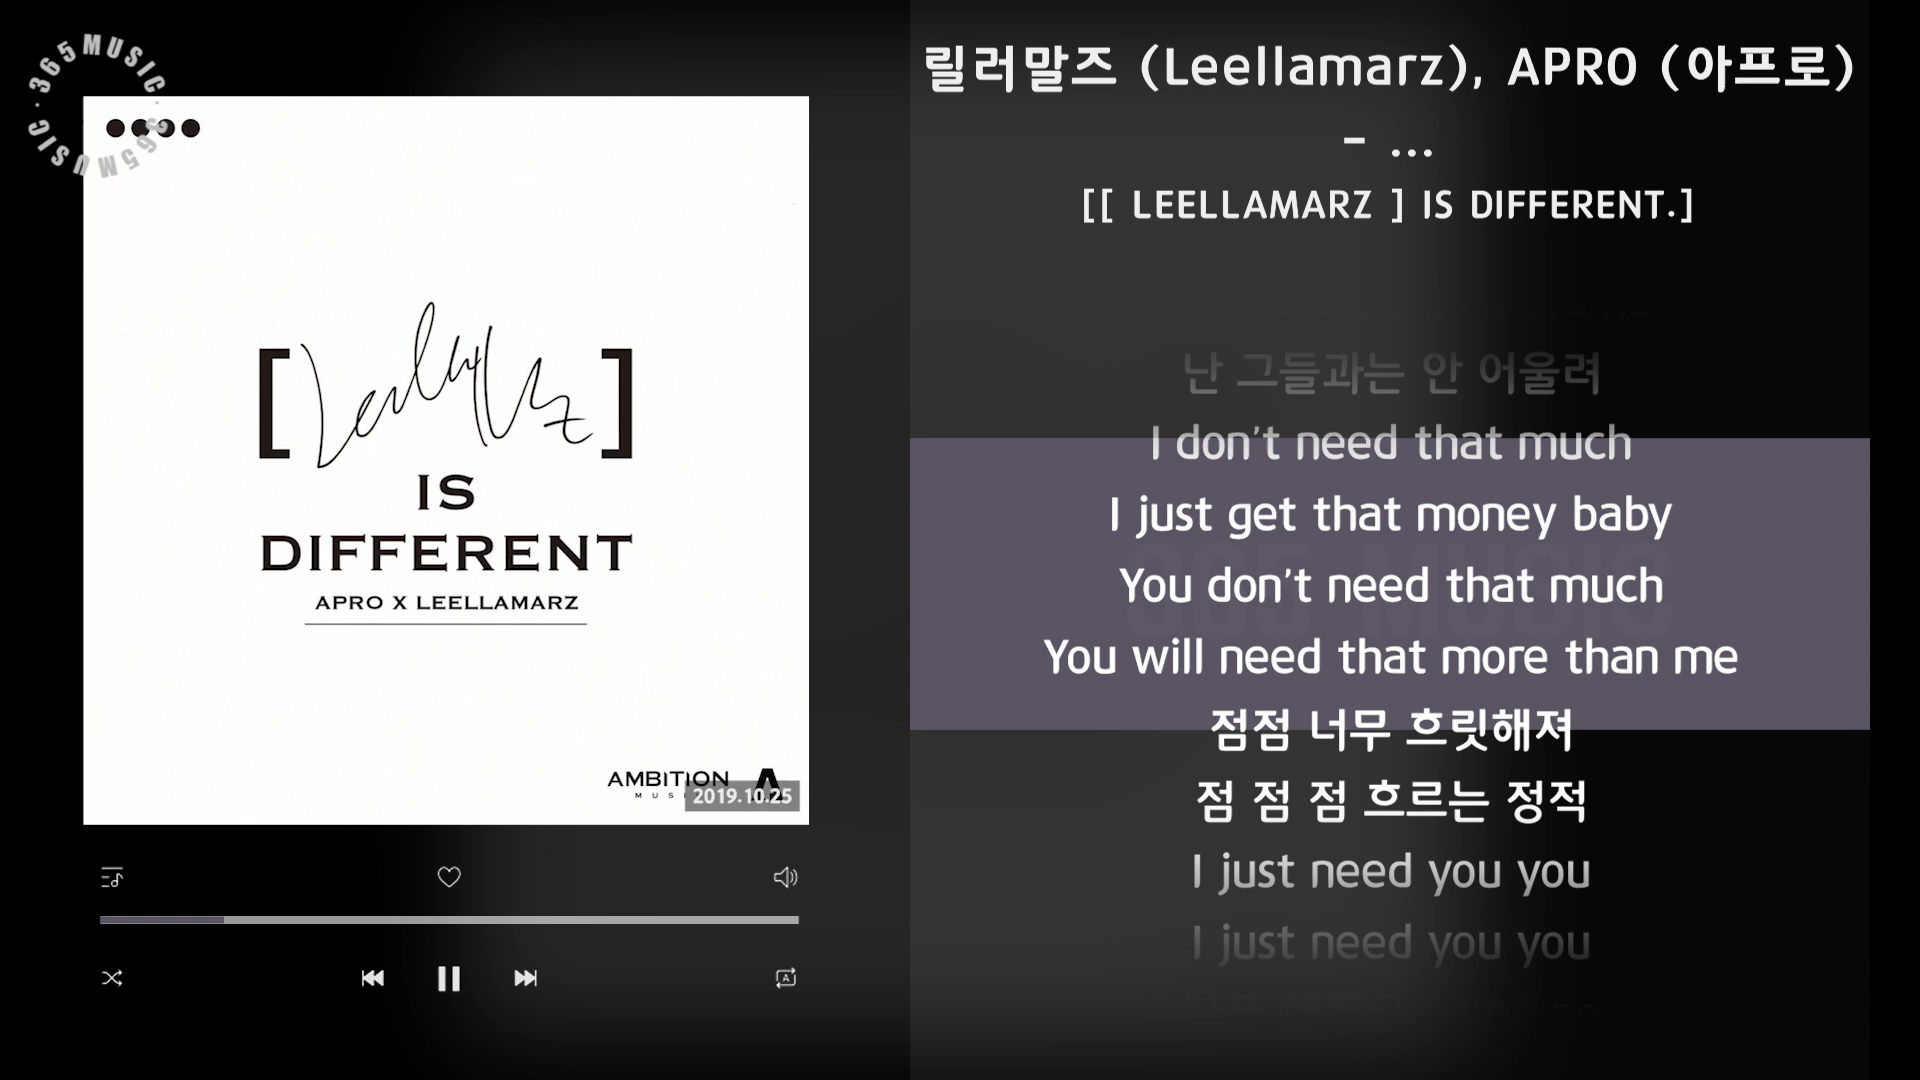 365MUSIC · 365MUSIC ·
[Leellamarz]
IS
DIFFERENT
APRO X LEELLAMARZ
AMBITION
2019.10.25
릴러말즈 (Leellamarz), APRO (아프로)
- ...
[[ LEELLAMARZ ] IS DIFFERENT.]
난 그들과는 안 어울려
I don't need that much
I just get that money baby
You don't need that much
You will need that more than me
점점 너무 흐릿해져
점 점 점 흐르는 정적
I just need you you
I just need you you